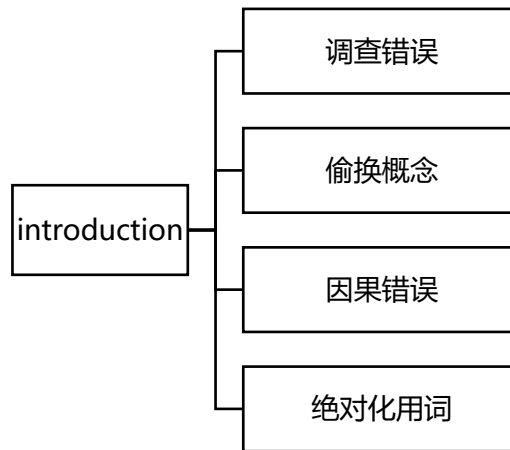 调查错误
偷换概念
introduction
因果错误
绝对化用词